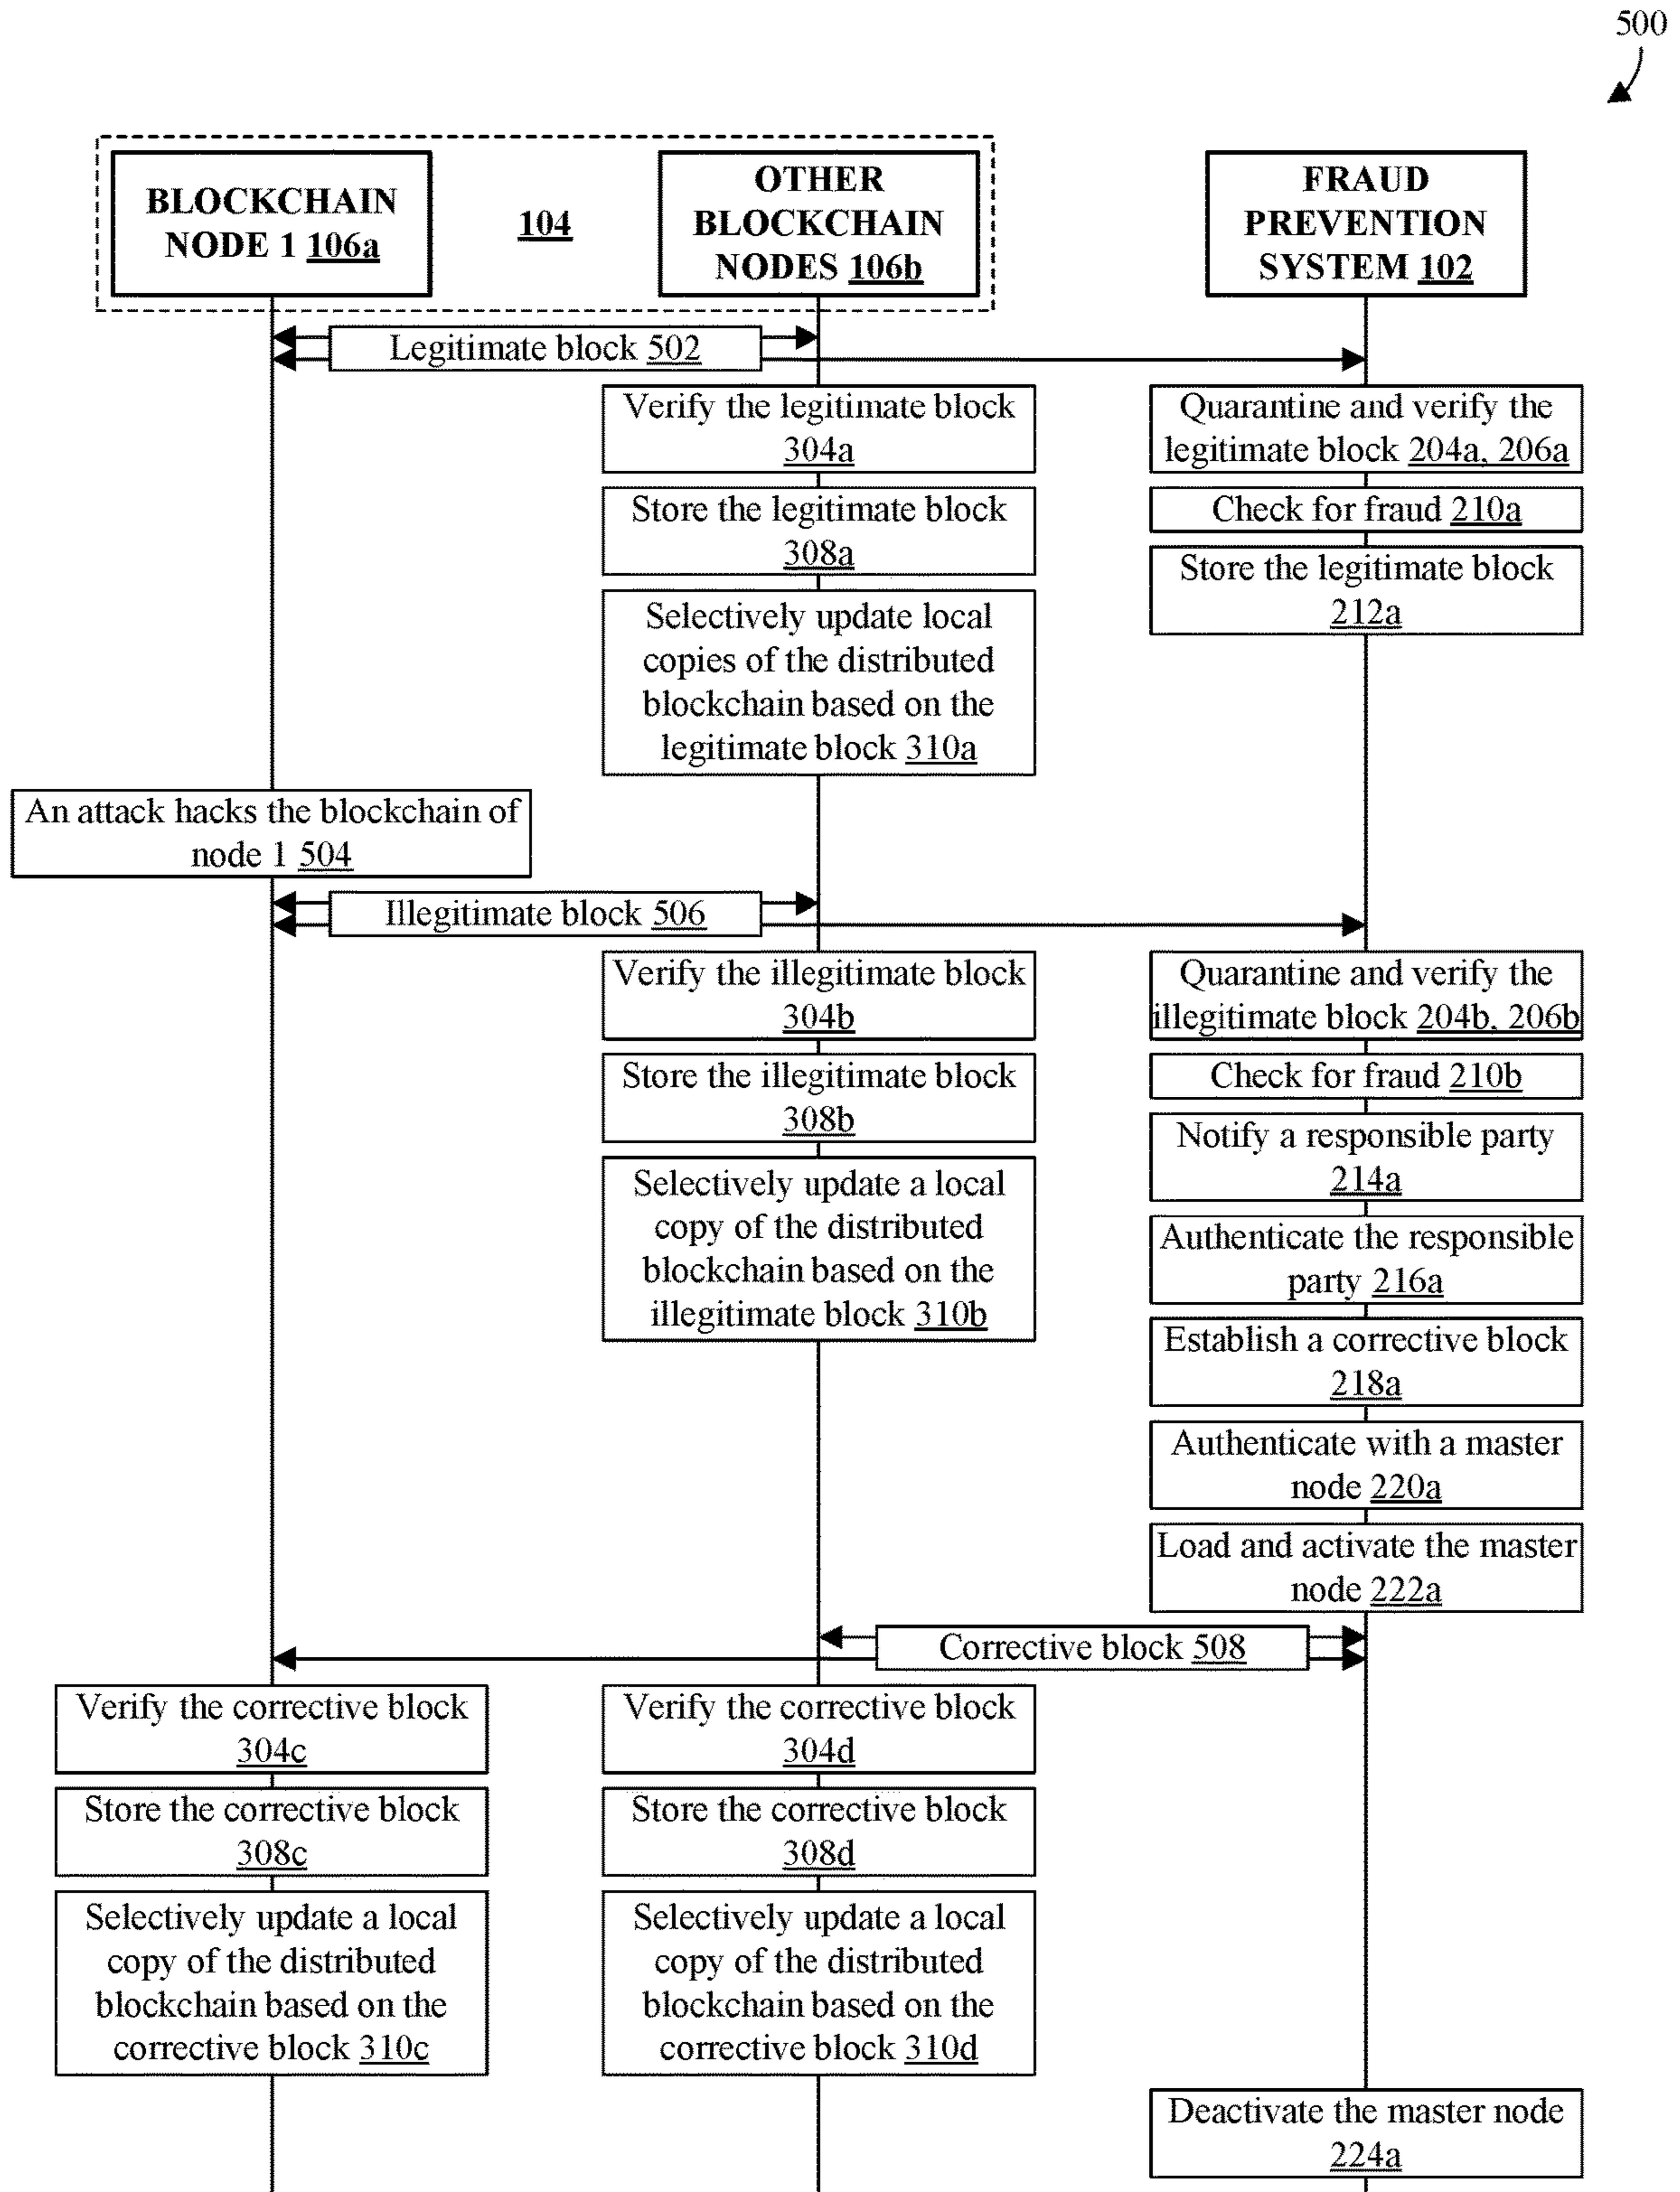 500
BLOCKCHAIN
NODE 1 106a
104
OTHER
BLOCKCHAIN
NODES 106b
FRAUD
PREVENTION
SYSTEM 102
Legitimate block 502
Verify the legitimate block
304a
Quarantine and verify the
legitimate block 204a, 206a
Store the legitimate block
308a
Check for fraud 210a
Store the legitimate block
212a
Selectively update local
copies of the distributed
blockchain based on the
legitimate block 310a
An attack hacks the blockchain of
node 1 504
Illegitimate block 506
Verify the illegitimate block
304b
Quarantine and verify the
illegitimate block 204b, 206b
Store the illegitimate block
308b
Check for fraud 210b
Notify a responsible party
214a
Selectively update a local
copy of the distributed
blockchain based on the
illegitimate block 310b
Authenticate the responsible
party 216a
Establish a corrective block
218a
Authenticate with a master
node 220a
Load and activate the master
node 222a
Corrective block 508
Verify the corrective block
304c
Verify the corrective block
304d
Store the corrective block
308c
Store the corrective block
308d
Selectively update a local
copy of the distributed
blockchain based on the
corrective block 310c
Selectively update a local
copy of the distributed
blockchain based on the
corrective block 310d
Deactivate the master node
224a